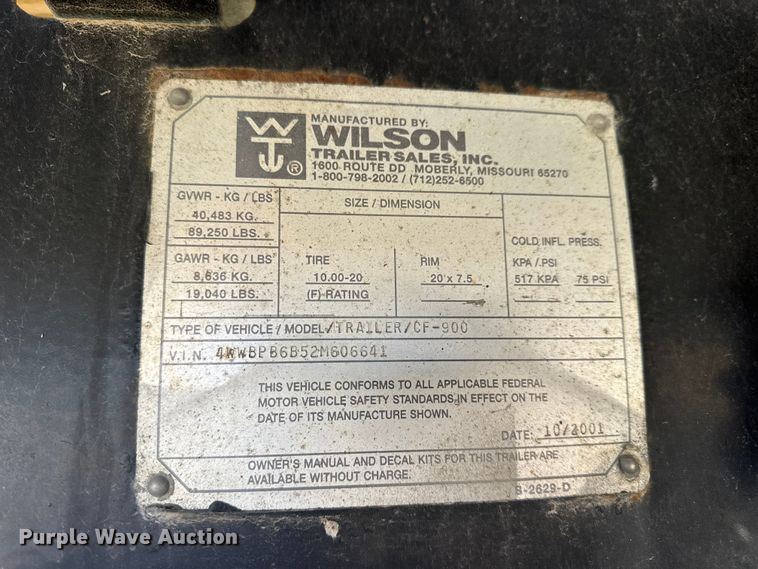 MANUFACTURED BY:
WILSON
TRAILER SALES, INC.
1600 ROUTE DD MOBERLY, MISSOURI 65270
1-800-798-2002 / (712)252-6500
WT
®
GVWR - KG / LBS
40,483 KG.
89,250 LBS.
GAWR - KG / LBS
8,636 KG.
19,040 LBS.
SIZE / DIMENSION
TIRE
10.00-20
(F)-RATING
RIM
20 x 7.5
COLD INFL. PRESS.
KPA / PSI
517 KPA 75 PSI
TYPE OF VEHICLE / MODEL/TRAILER/CF-900
V.I.N. 4WWBPB6B52M606641
THIS VEHICLE CONFORMS TO ALL APPLICABLE FEDERAL
MOTOR VEHICLE SAFETY STANDARDS IN EFFECT ON THE
DATE OF ITS MANUFACTURE SHOWN.
DATE: 10/2001
OWNER'S MANUAL AND DECAL KITS FOR THIS TRAILER ARE
AVAILABLE WITHOUT CHARGE.
S-2629-D
Purple Wave Auction